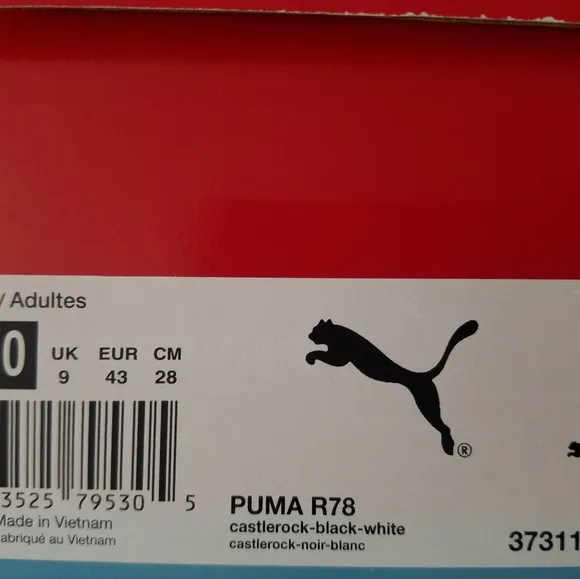 / Adultes
0 UK EUR CM
9 43 28
3525 79530 5
Made in Vietnam
Fabriqué au Vietnam
PUMA R78
castlerock-black-white
castlerock-noir-blanc
37311
®